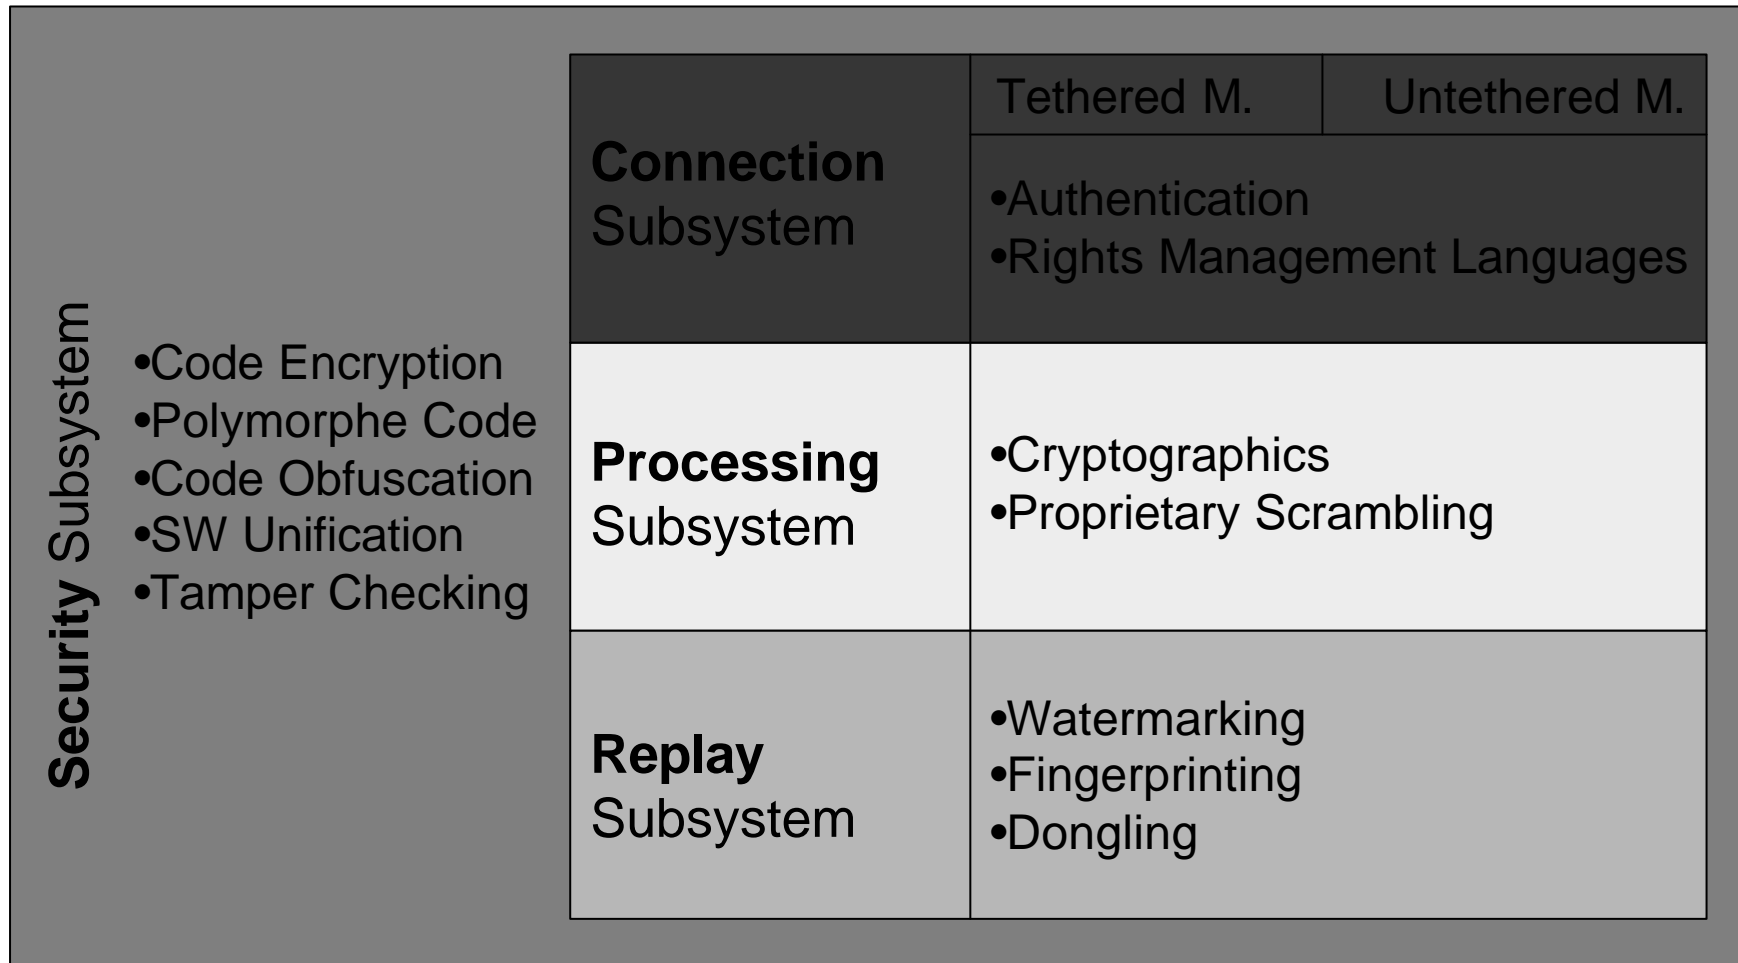 Security Subsystem
•Code Encryption
•Polymorphe Code
•Code Obfuscation
•SW Unification
•Tamper Checking
Connection
Subsystem
Tethered M.
Untethered M.
•Authentication
•Rights Management Languages
Processing
Subsystem
•Cryptographics
•Proprietary Scrambling
Replay
Subsystem
•Watermarking
•Fingerprinting
•Dongling